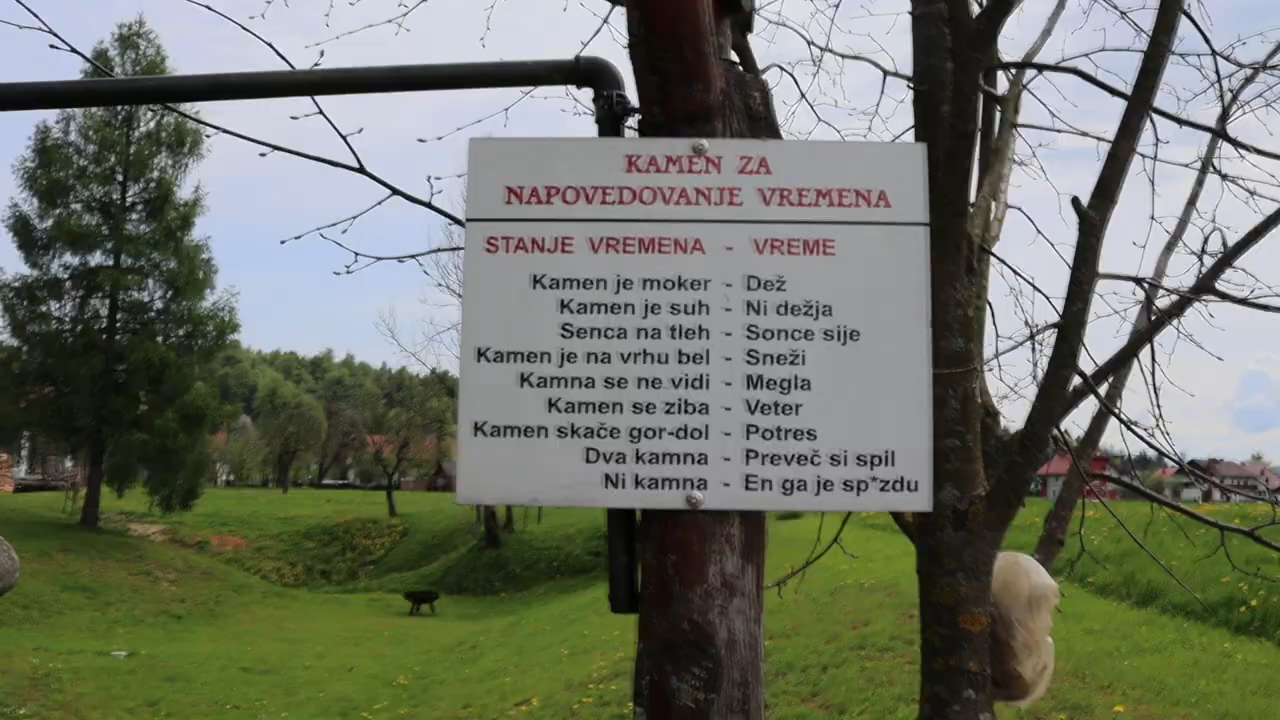 KAMEN ZA
NAPOVEDOVANJE VREMENA
STANJE VREMENA - VREME
Kamen je moker - Dež
Kamen je suh - Ni dežja
Senca na tleh - Sonce sije
Kamen je na vrhu bel - Sneži
Kamna se ne vidi - Megla
Kamen se ziba - Veter
Kamen skače gor-dol - Potres
Dva kamna - Preveč si spil
Ni kamna - En ga je sp*zdu